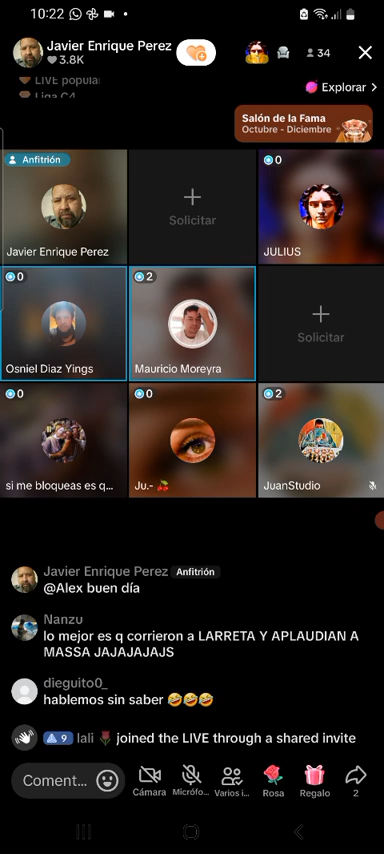 10:22
Javier Enrique Perez
3.8K
34
LIVE popular
Liga C4
Explorar
Salón de la Fama
Octubre - Diciembre
Anfitrión
Javier Enrique Perez
Solicitar
0
JULIUS
0
Osniel Diaz Yings
2
Mauricio Moreyra
Solicitar
0
si me bloqueas es q...
0
Ju.- 🍒
2
JuanStudio
Javier Enrique Perez Anfitrión
@Alex buen día
Nanzu
lo mejor es q corrieron a LARRETA Y APLAUDIAN A
MASSA JAJAJAJAJS
dieguito0_
hablemos sin saber 🤣🤣🤣
9 lali 🌷 joined the LIVE through a shared invite
Coment...
Cámara
Micrófo...
Varios i...
Rosa
Regalo
2